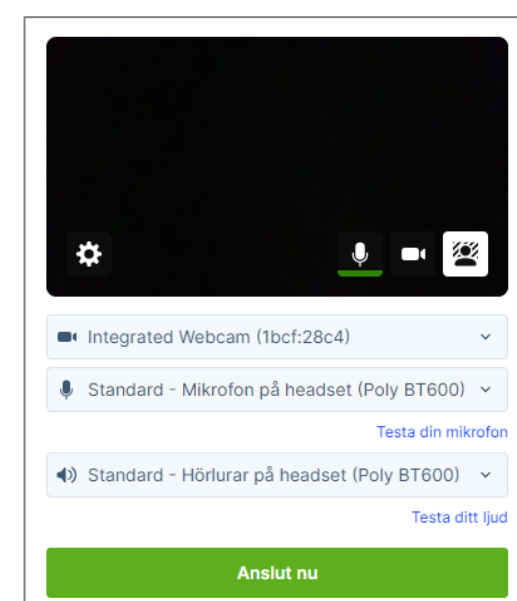 Integrated Webcam (1bcf:28c4)
Standard - Mikrofon på headset (Poly BT600)
Testa din mikrofon
Standard - Hörlurar på headset (Poly BT600)
Testa ditt ljud
Anslut nu